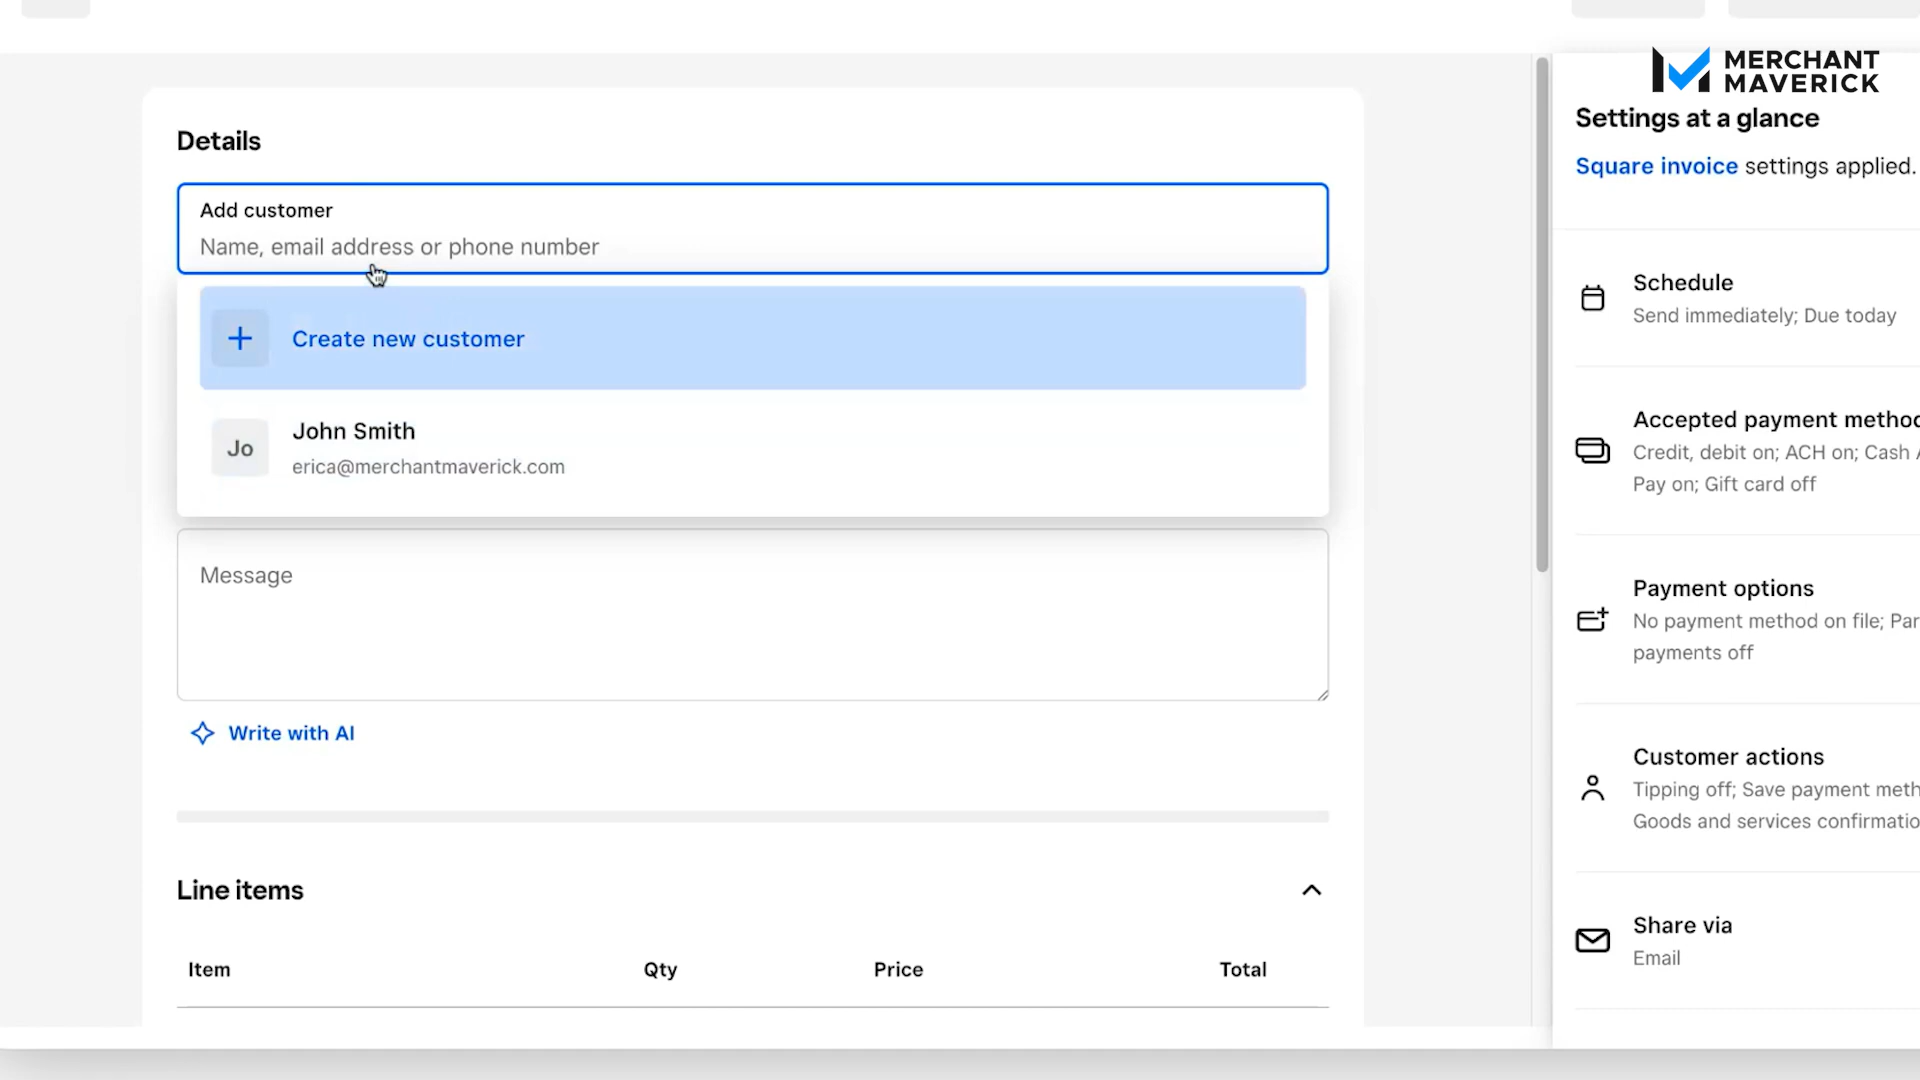 MERCHANT
MAVERICK
Details
Add customer
Name, email address or phone number
Create new customer
Jo
John Smith
erica@merchantmaverick.com
Message
Write with AI
Line items
Item Qty Price Total
Settings at a glance
Square invoice settings applied.
Schedule
Send immediately; Due today
Accepted payment method
Credit, debit on; ACH on; Cash A
Pay on; Gift card off
Payment options
No payment method on file; Par
payments off
Customer actions
Tipping off; Save payment meth
Goods and services confirmatio
Share via
Email